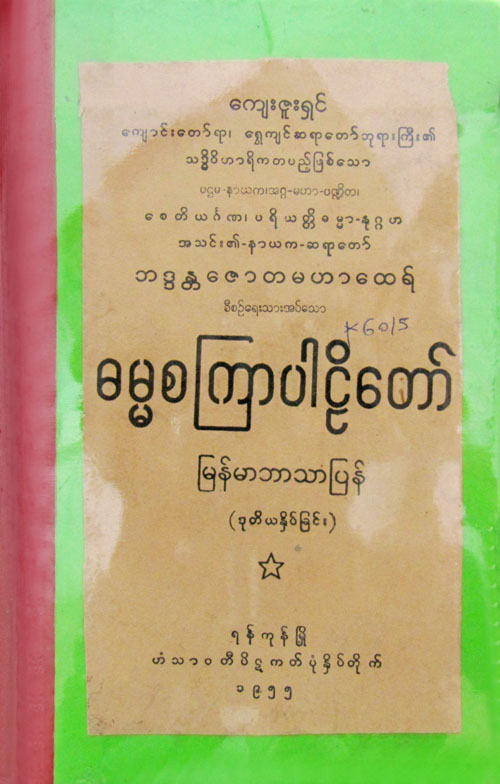 ကျေးဇူးရှင်
ကျောင်းတော်ရာ၊ ရွှေကျင်ဆရာတော်ဘုရားကြီး၏
သဒ္ဓိဝိဟာရိကတပည့်ဖြစ်သော
ပဌမ-နာယက၊အဂ္ဂ-မဟာ-ပဏ္ဍိတ၊
စေတိယင်္ဂဏ၊ပရိယတ္တိဓမ္မာ-နုဂ္ဂဟ
အသင်း၏-နာယက-ဆရာတော်
ဘဒ္ဒန္တဇောတမဟာထေရ်
စီစဉ်ရေးသားအပ်သော
ဓမ္မစကြာပါဠိတော်
မြန်မာဘာသာပြန်
(ဒုတိယနှိပ်ခြင်း)
ရန်ကုန်မြို့
ဟံသာဝတီပိဋကတ်ပုံနှိပ်တိုက်
၁၉၅၅